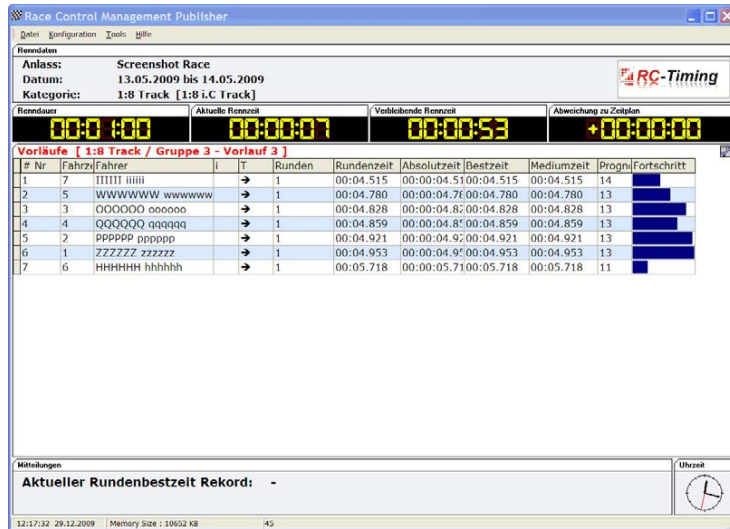 Race Control Management Publisher
Datei Konfiguration Tools Hilfe
Renndaten
Anlass: Screenshot Race
Datum: 13.05.2009 bis 14.05.2009
Kategorie: 1:8 Track [1:8 i.C Track]
RC-Timing
Renndauer Aktuelle Rennzeit Verbleibende Rennzeit Abweichung zu Zeitplan
00:01:00 00:00:07 00:00:53 +00:00:00
Vorläufe [ 1:8 Track / Gruppe 3 - Vorlauf 3 ]
# Nr Fahrze Fahrer i T Runden Rundenzeit Absolutzeit Bestzeit Mediumzeit Progn Fortschritt
1 7 IIIIII iiiiii ➔ 1 00:04.515 00:00:04.51 00:04.515 00:04.515 14
2 5 WWWWWW wwwwww ➔ 1 00:04.780 00:00:04.78 00:04.780 00:04.780 13
3 3 OOOOOO oooooo ➔ 1 00:04.828 00:00:04.82 00:04.828 00:04.828 13
4 4 QQQQQQ qqqqqq ➔ 1 00:04.859 00:00:04.85 00:04.859 00:04.859 13
5 2 PPPPPP pppppp ➔ 1 00:04.921 00:00:04.92 00:04.921 00:04.921 13
6 1 ZZZZZZ zzzzzz ➔ 1 00:04.953 00:00:04.95 00:04.953 00:04.953 13
7 6 HHHHHH hhhhhh ➔ 1 00:05.718 00:00:05.71 00:05.718 00:05.718 11
Mitteilungen Uhrzeit
Aktueller Rundenbestzeit Rekord: -
12:17:32 29.12.2009 Memory Size : 10652 KB 45